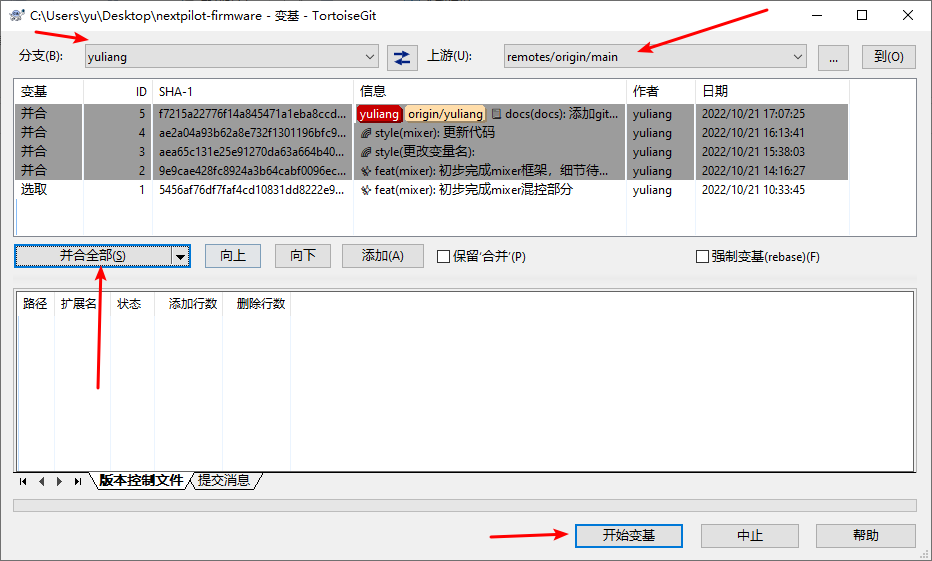 C:\Users\yu\Desktop\nextpilot-firmware - 变基 - TortoiseGit
分支(B): yuliang 上游(U): remotes/origin/main ... 到(O)
变基 ID SHA-1 信息 作者 日期
并合 5 f7215a22776f14a845471a1eba8ccd... yuliang origin/yuliang docs(docs): 添加git... yuliang 2022/10/21 17:07:25
并合 4 ae2a04a93b62a8e732f1301196bfc9... style(mixer): 更新代码 yuliang 2022/10/21 16:13:41
并合 3 aea65c131e25e91270da63a664b40... style(更改变量名): yuliang 2022/10/21 15:38:03
并合 2 9e9cae428fc8924a3b64cabf0096ec... feat(mixer): 初步完成mixer框架，细节待... yuliang 2022/10/21 14:16:27
选取 1 5456af76df7faf4cd10831dd8222e9... feat(mixer): 初步完成mixer混控部分 yuliang 2022/10/21 10:33:45
并合全部(S) 向上 向下 添加(A) 保留‘合并’(P) 强制变基(rebase)(F)
路径 扩展名 状态 添加行数 删除行数
版本控制文件 提交消息
开始变基 中止 帮助